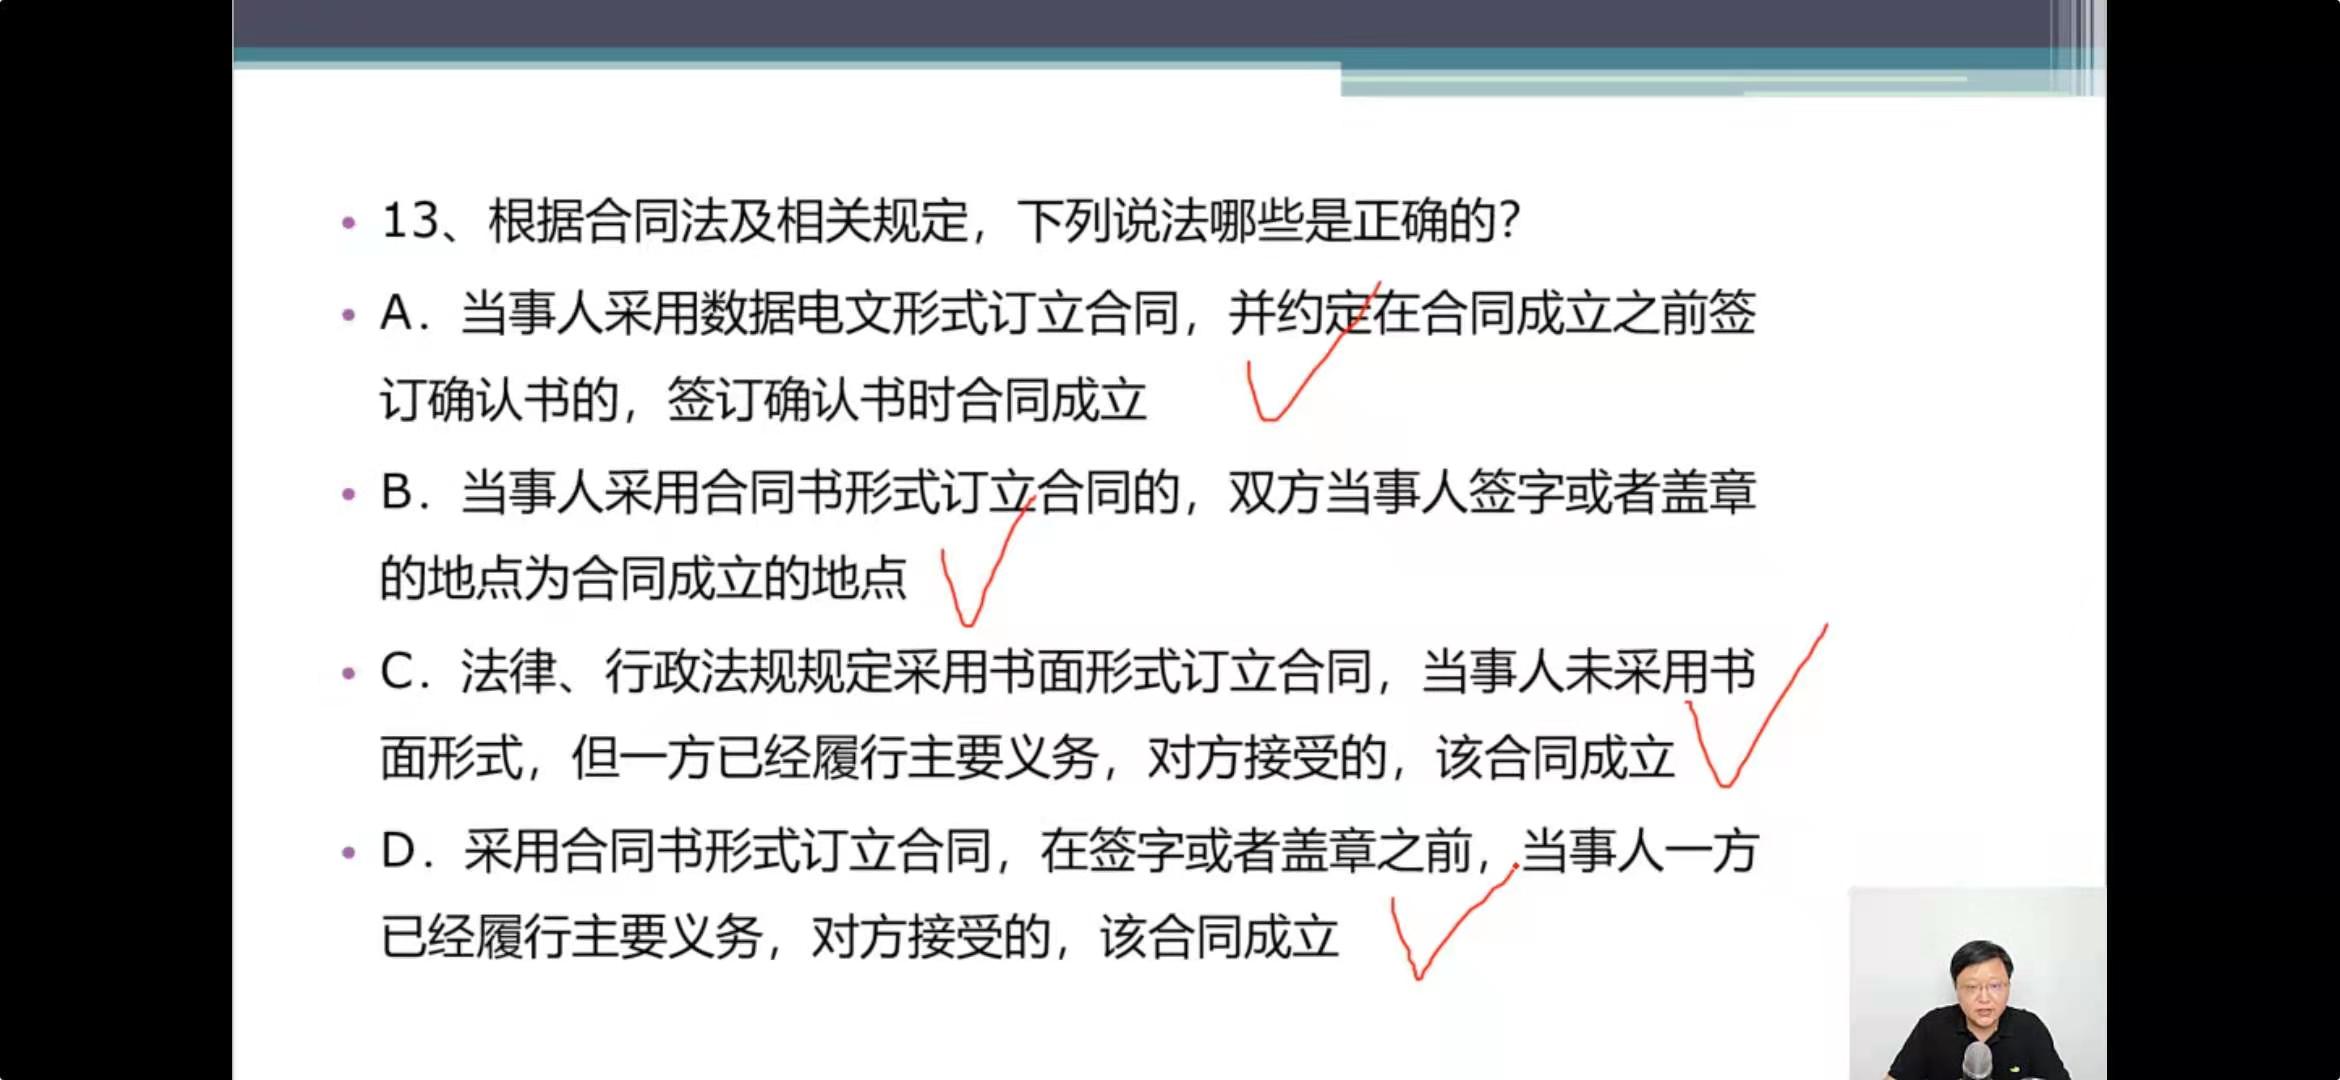 • 13、根据合同法及相关规定，下列说法哪些是正确的？
• A．当事人采用数据电文形式订立合同，并约定在合同成立之前签
订确认书的，签订确认书时合同成立
• B．当事人采用合同书形式订立合同的，双方当事人签字或者盖章
的地点为合同成立的地点
• C．法律、行政法规规定采用书面形式订立合同，当事人未采用书
面形式，但一方已经履行主要义务，对方接受的，该合同成立
• D．采用合同书形式订立合同，在签字或者盖章之前，当事人一方
已经履行主要义务，对方接受的，该合同成立